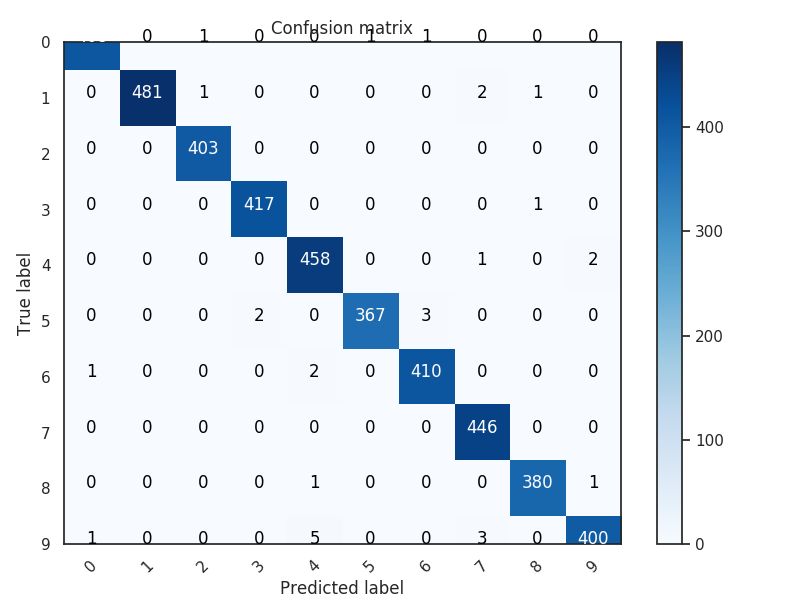 Confusion matrix
0 0 1 0 0 1 1 0 0 0
1 0 481 1 0 0 0 0 2 1 0
2 0 0 403 0 0 0 0 0 0 0
3 0 0 0 417 0 0 0 0 1 0
4 0 0 0 0 458 0 0 1 0 2
5 0 0 0 2 0 367 3 0 0 0
6 1 0 0 0 2 0 410 0 0 0
7 0 0 0 0 0 0 0 446 0 0
8 0 0 0 0 1 0 0 0 380 1
9 1 0 0 0 5 0 0 3 0 400
0 1 2 3 4 5 6 7 8 9
Predicted label
True label
400
300
200
100
0